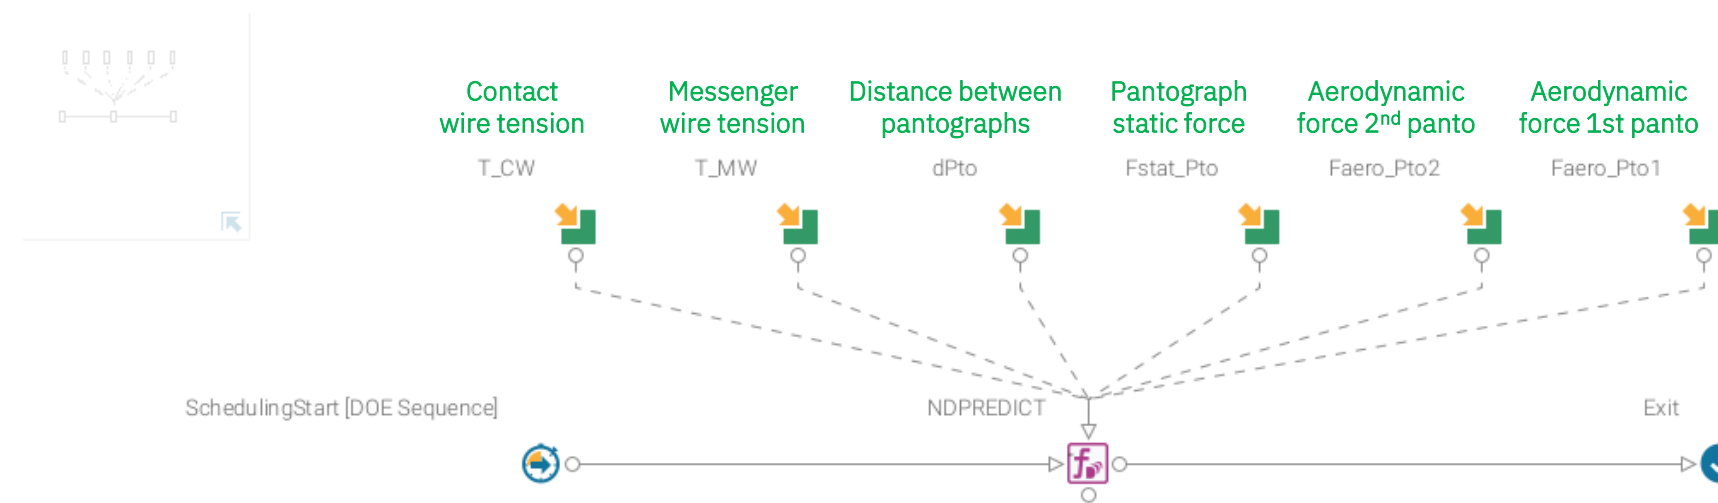 Contact
wire tension
Messenger
wire tension
Distance between
pantographs
Pantograph
static force
Aerodynamic
force 2nd panto
Aerodynamic
force 1st panto
T_CW
T_MW
dPto
Fstat_Pto
Faero_Pto2
Faero_Pto1
SchedulingStart [DOE Sequence]
NDPREDICT
Exit